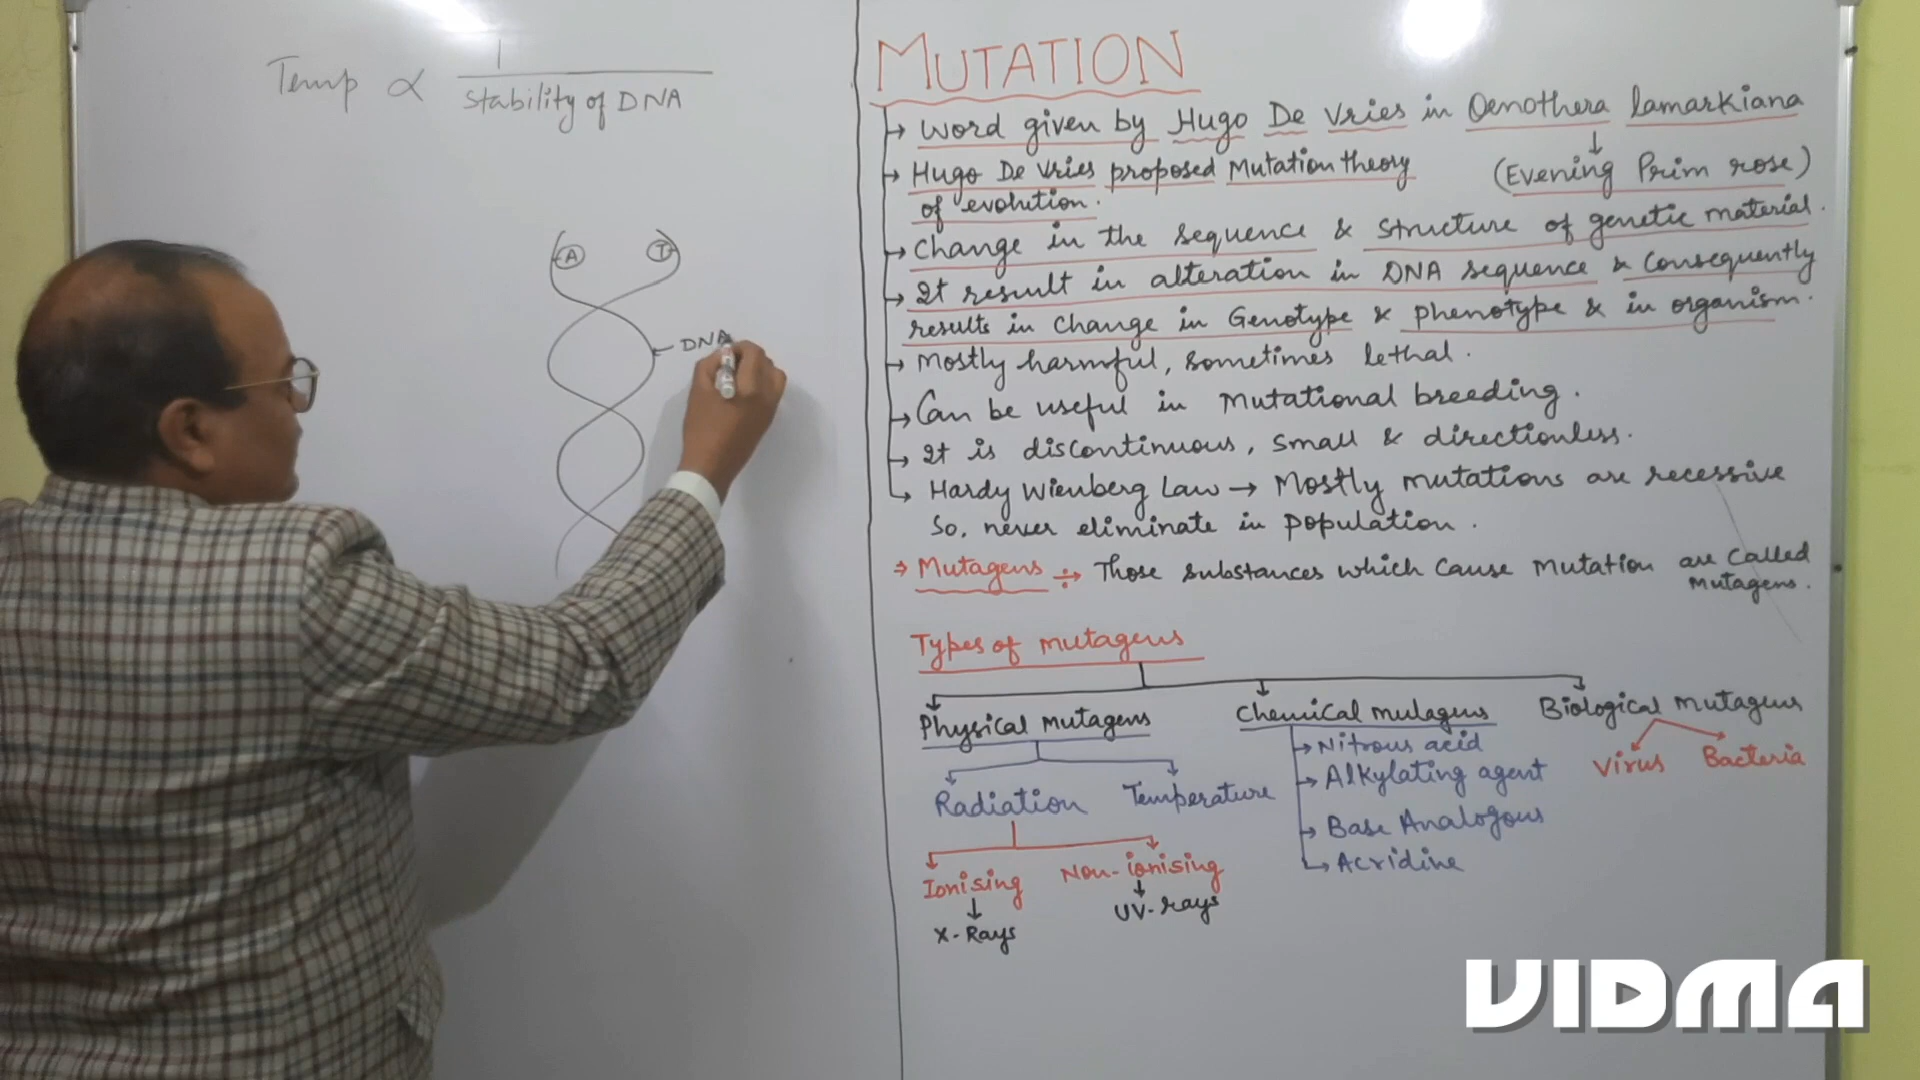 Temp ∝ 1
stability of DNA
A T
DNA
MUTATION
→ word given by Hugo De Vries in Oenothera lamarkiana
(Evening Prim rose)
→ Hugo De Vries proposed Mutation theory
of evolution.
→ Change in the sequence & structure of genetic material.
→ It result in alteration in DNA sequence & consequently
results in change in Genotype & phenotype & in organism.
→ Mostly harmful, sometimes lethal.
→ Can be useful in Mutational breeding.
→ It is discontinuous, small & directionless.
→ Hardy Wienberg Law → Mostly mutations are recessive
So, never eliminate in population.
→ Mutagens ÷→ Those substances which cause mutation are called
mutagens.
Types of mutagens
Physical mutagens Chemical mutagens Biological mutagens
→ Nitrous acid
Virus Bacteria
→ Alkylating agent
Radiation Temperature
→ Base Analogous
→ Acridine
Ionising Non-ionising
X-Rays UV-rays
VIDMA